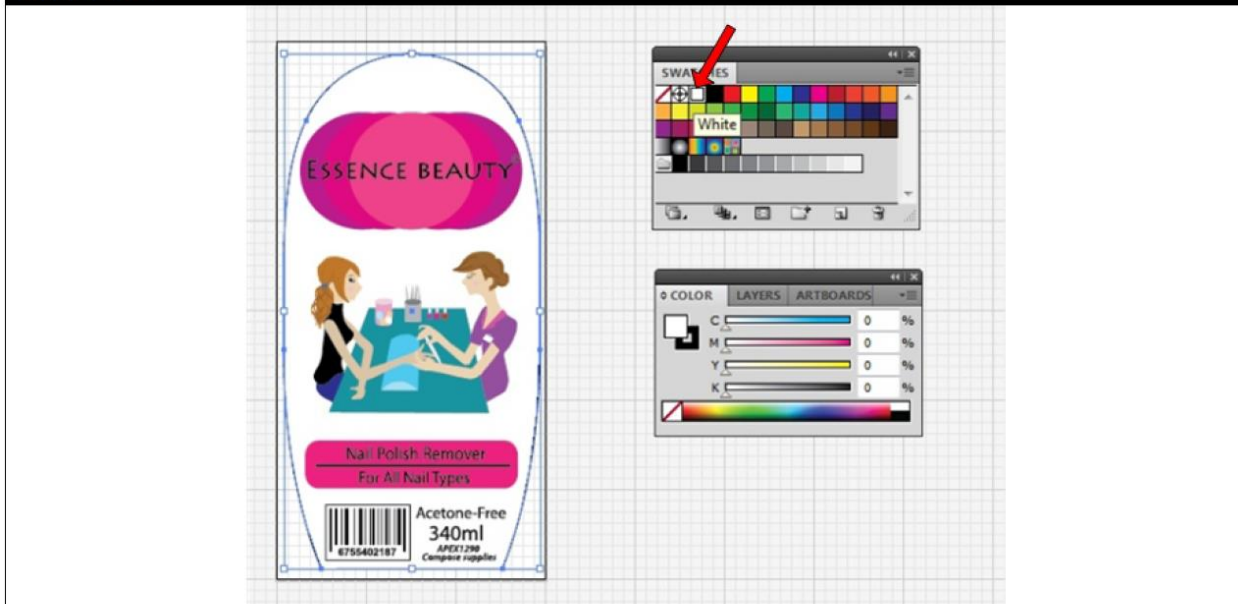 SWATCHES
White
ESSENCE BEAUTY
COLOR LAYERS ARTBOARDS
C 0 %
M 0 %
Y 0 %
K 0 %
Nail Polish Remover
For All Nail Types
Acetone-Free
340ml
APEX1290
Compose supplies
6755402187